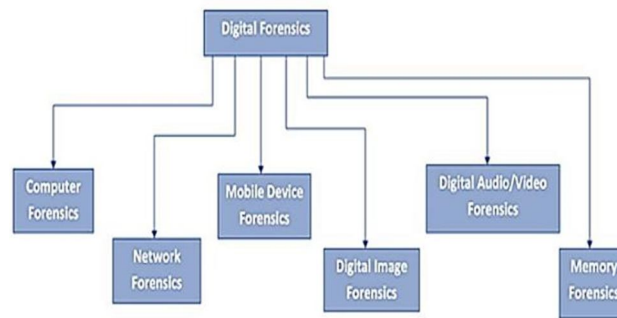 Digital Forensics
Computer
Forensics
Network
Forensics
Mobile Device
Forensics
Digital Image
Forensics
Digital Audio/Video
Forensics
Memory
Forensics